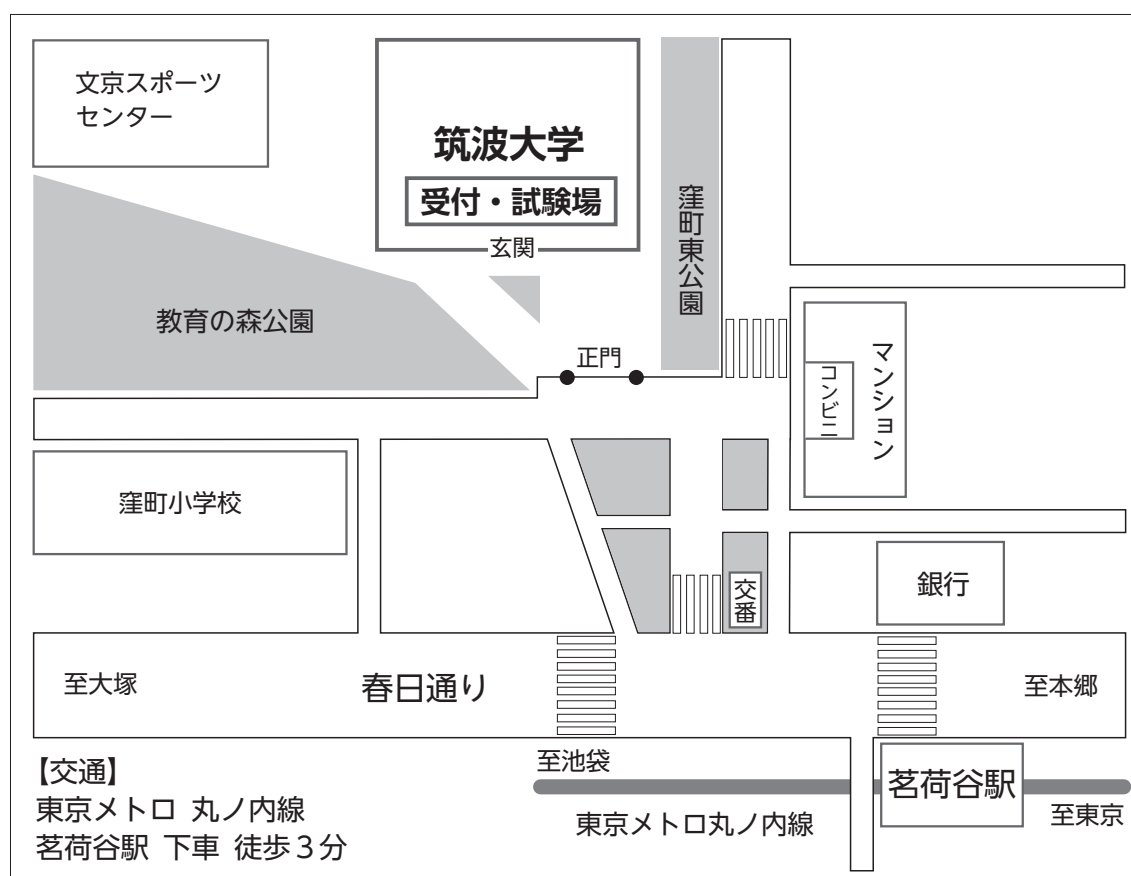 文京スポーツ
センター
筑波大学
受付・試験場
玄関
窪町東公園
教育の森公園
正門
マンション
コンビニ
窪町小学校
交番
銀行
至大塚
春日通り
至本郷
【交通】
東京メトロ 丸ノ内線
茗荷谷駅 下車 徒歩３分
至池袋
東京メトロ丸ノ内線
茗荷谷駅
至東京